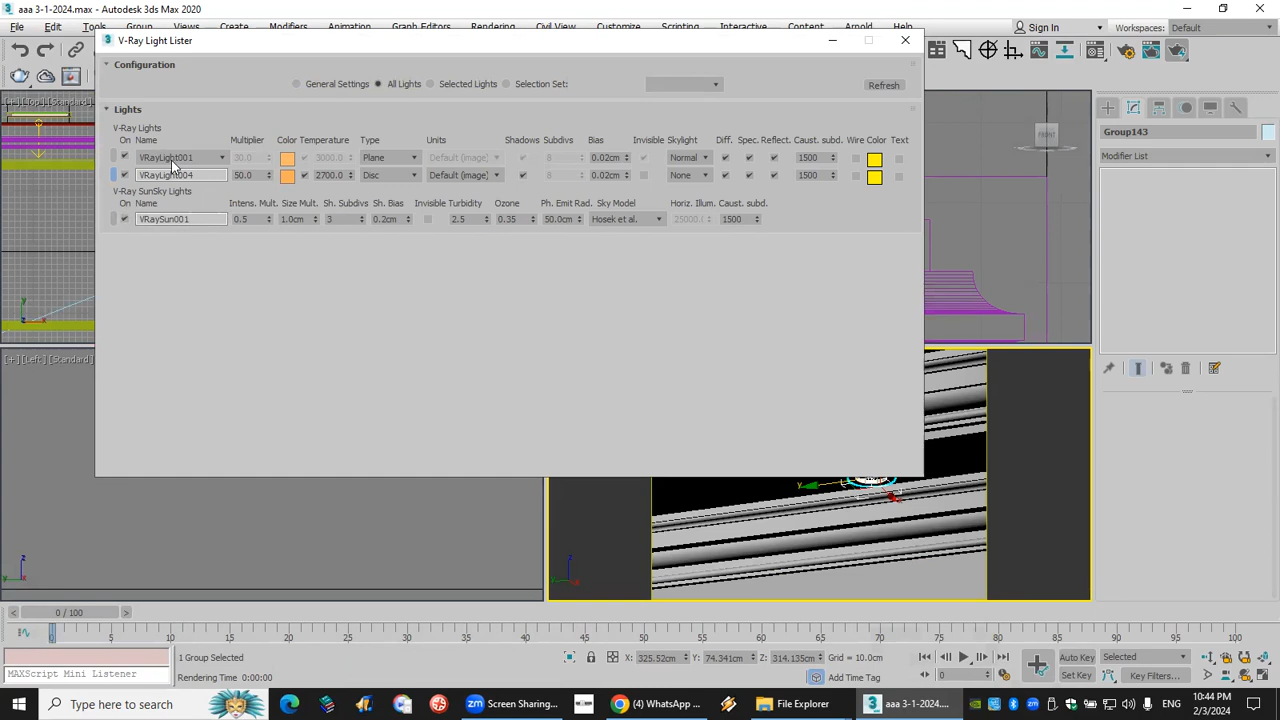 aaa 3-1-2024.max - Autodesk 3ds Max 2020
File Edit Tools Group Views Create Modifiers Animation Graph Editors Rendering Civil View Customize Scripting Interactive Content Arnold Help Sign In Workspaces: Default
V-Ray Light Lister
Configuration
General Settings All Lights Selected Lights Selection Set: Refresh
Lights
V-Ray Lights
On Name Multiplier Color Temperature Type Units Shadows Subdivs Bias Invisible Skylight Diff. Spec. Reflect. Caust. subd. Wire Color Text
VRayLight001 30.0 3000.0 Plane Default (image) 8 0.02cm Normal 1500
VRayLight004 50.0 2700.0 Disc Default (image) 8 0.02cm None 1500
V-Ray SunSky Lights
On Name Intens. Mult. Size Mult. Sh. Subdivs Sh. Bias Invisible Turbidity Ozone Ph. Emit Rad. Sky Model Horiz. Illum. Caust. Subd.
VRaySun001 0.5 1.0cm 3 0.2cm 2.5 0.35 50.0cm Hosek et al. 25000.0 1500
[+] [Top] [Standard]
FRONT
Group143
Modifier List
[+] [Left] [Standard]
z
y x
0 / 100
0 5 10 15 20 25 30 35 40 45 50 55 60 65 70 75 80 85 90 95 100
1 Group Selected
X: 325.52cm Y: 74.341cm Z: 314.135cm Grid = 10.0cm
Auto Key Selected
MAXScript Mini Listener
Rendering Time 0:00:00
Add Time Tag
0
Set Key Key Filters...
Type here to search
Screen Sharing...
(4) WhatsApp ...
File Explorer
aaa 3-1-2024.m...
10:44 PM
2/3/2024